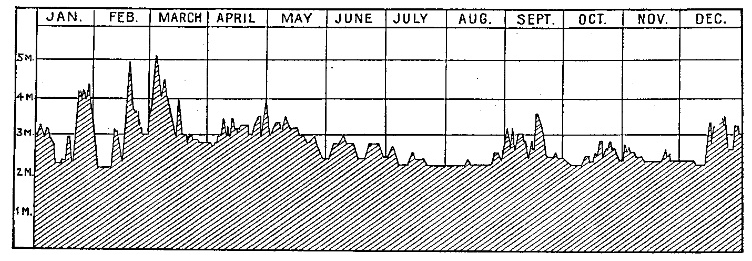 JAN. FEB. MARCH APRIL MAY JUNE JULY AUG. SEPT. OCT. NOV. DEC.
5M.
4M
3M
2M.
1M.